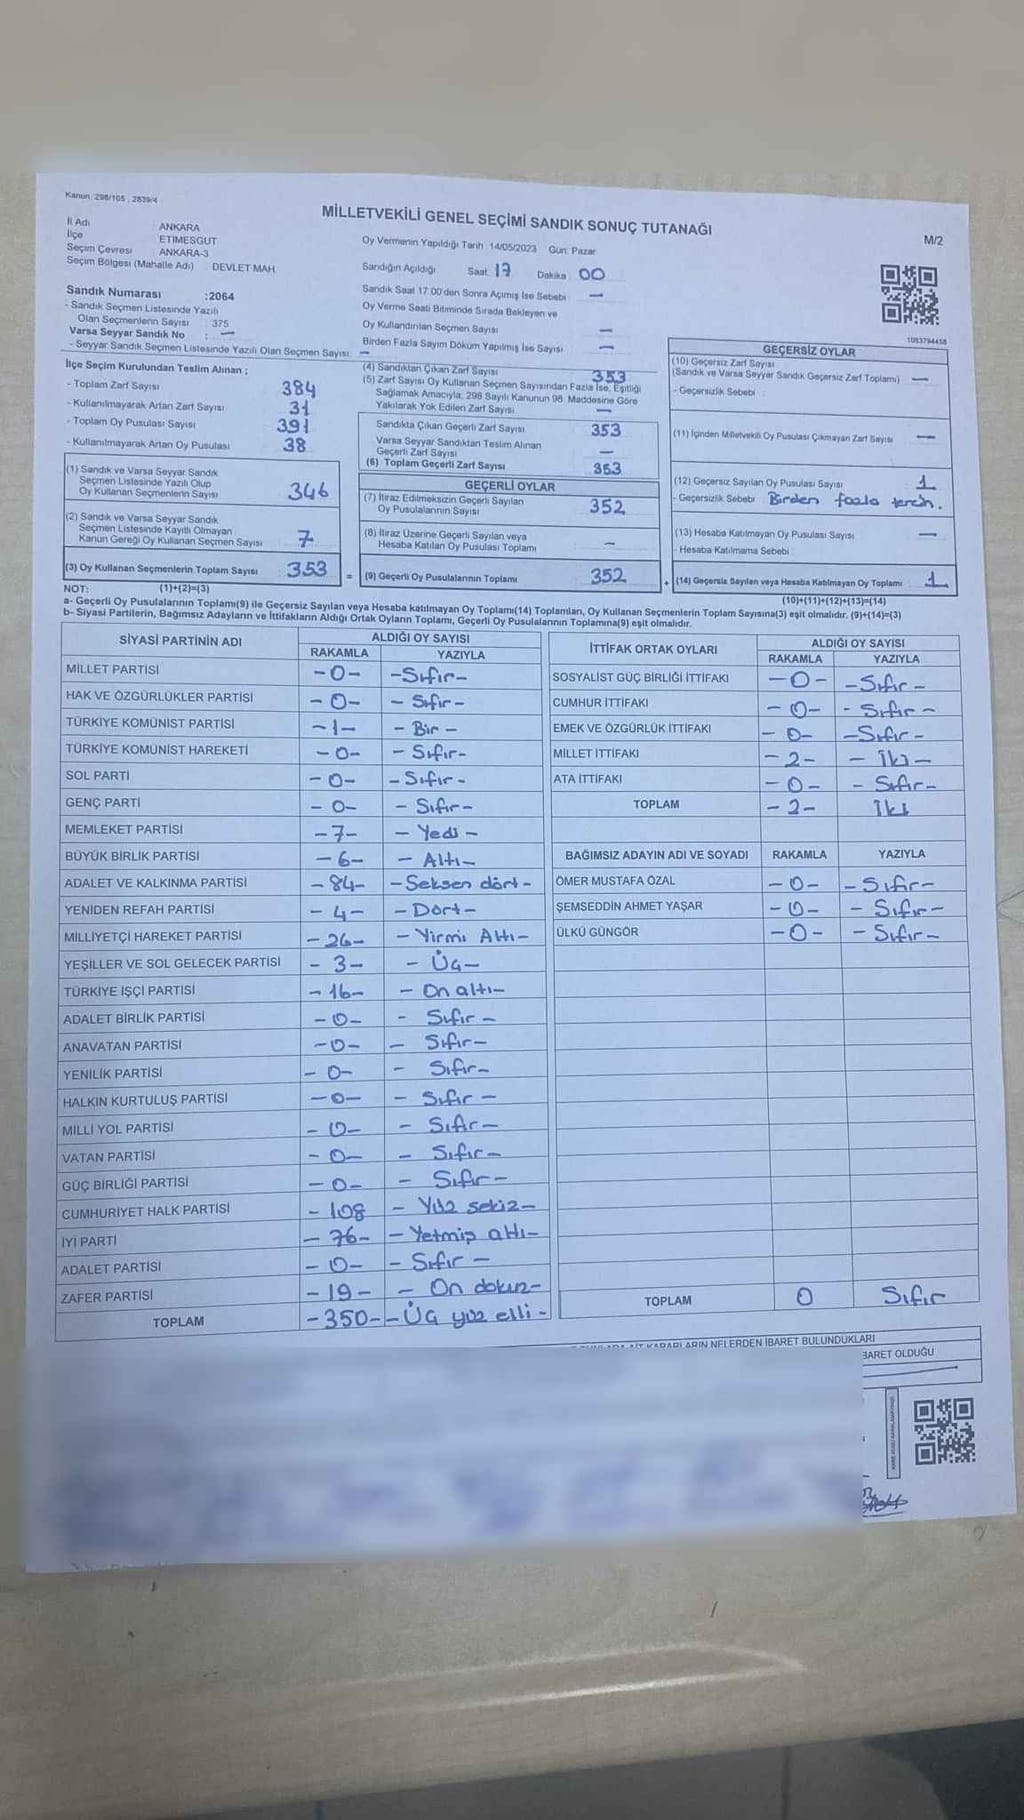 Kanun 298/105 , 2839/4
MİLLETVEKİLİ GENEL SEÇİMİ SANDIK SONUÇ TUTANAĞI
M/2
İl Adı ANKARA
İlçe ETİMESGUT
Seçim Çevresi ANKARA-3
Seçim Bölgesi (Mahalle Adı) : DEVLET MAH.
Oy Vermenin Yapıldığı Tarih :14/05/2023 Gün: Pazar
Sandığın Açıldığı Saat: 17 Dakika : 00
Sandık Saat 17:00'den Sonra Açımış İse Sebebi : —
Oy Verme Saati Bitiminde Sırada Bekleyen ve
Oy Kullandırılan Seçmen Sayısı —
Birden Fazla Sayım Döküm Yapılmış İse Sayısı —
1083794458
Sandık Numarası :2064
- Sandık Seçmen Listesinde Yazılı
Olan Seçmenlerin Sayısı : 375
Varsa Seyyar Sandık No : —
- Seyyar Sandık Seçmen Listesinde Yazılı Olan Seçmen Sayısı: —
İlçe Seçim Kurulundan Teslim Alınan ;
- Toplam Zarf Sayısı 384
- Kullanılmayarak Artan Zarf Sayısı 31
- Toplam Oy Pusulası Sayısı 391
- Kullanılmayarak Artan Oy Pusulası 38
(1) Sandık ve Varsa Seyyar Sandık
Seçmen Listesinde Yazılı Olup
Oy Kullanan Seçmenlerin Sayısı 346
(2) Sandık ve Varsa Seyyar Sandık
Seçmen Listesinde Kayıtlı Olmayan
Kanun Gereği Oy Kullanan Seçmen Sayısı 7
(3) Oy Kullanan Seçmenlerin Toplam Sayısı 353 =
(4) Sandıktan Çıkan Zarf Sayısı 353
(5) Zarf Sayısı Oy Kullanan Seçmen Sayısından Fazla İse, Eşitliği
Sağlamak Amacıyla, 298 Sayılı Kanunun 98. Maddesine Göre
Yakılarak Yok Edilen Zarf Sayısı —
Sandıkta Çıkan Geçerli Zarf Sayısı 353
Varsa Seyyar Sandıktan Teslim Alınan
Geçerli Zarf Sayısı —
(6) Toplam Geçerli Zarf Sayısı 353
GEÇERLİ OYLAR
(7) İtiraz Edilmeksizin Geçerli Sayılan
Oy Pusulalarının Sayısı 352
(8) İtiraz Üzerine Geçerli Sayılan veya
Hesaba Katılan Oy Pusulası Toplamı —
(9) Geçerli Oy Pusulalarının Toplamı 352 +
GEÇERSİZ OYLAR
(10) Geçersiz Zarf Sayısı
(Sandık ve Varsa Seyyar Sandık Geçersiz Zarf Toplamı) —
- Geçersizlik Sebebi :
(11) İçinden Milletvekili Oy Pusulası Çıkmayan Zarf Sayısı —
(12) Geçersiz Sayılan Oy Pusulası Sayısı 1
- Geçersizlik Sebebi Birden fazla tercih.
(13) Hesaba Katılmayan Oy Pusulası Sayısı —
- Hesaba Katılmama Sebebi
(14) Geçersiz Sayılan veya Hesaba Katılmayan Oy Toplamı 1
NOT: (1)+(2)=(3) (10)+(11)+(12)+(13)=(14)
a- Geçerli Oy Pusulalarının Toplamı(9) ile Geçersiz Sayılan veya Hesaba katılmayan Oy Toplamı(14) Toplamları, Oy Kullanan Seçmenlerin Toplam Sayısına(3) eşit olmalıdır. (9)+(14)=(3)
b- Siyasi Partilerin, Bağımsız Adayların ve İttifakların Aldığı Ortak Oyların Toplamı, Geçerli Oy Pusulalarının Toplamına(9) eşit olmalıdır.
SİYASİ PARTİNİN ADI ALDIĞI OY SAYISI
RAKAMLA YAZIYLA
MİLLET PARTİSİ -0- -Sıfır-
HAK VE ÖZGÜRLÜKLER PARTİSİ -0- -Sıfır-
TÜRKİYE KOMÜNİST PARTİSİ -1- -Bir-
TÜRKİYE KOMÜNİST HAREKETİ -0- -Sıfır-
SOL PARTİ -0- -Sıfır-
GENÇ PARTİ -0- -Sıfır-
MEMLEKET PARTİSİ -7- -Yedi-
BÜYÜK BİRLİK PARTİSİ -6- -Altı-
ADALET VE KALKINMA PARTİSİ -84- -Seksen dört-
YENİDEN REFAH PARTİSİ -4- -Dört-
MİLLİYETÇİ HAREKET PARTİSİ -26- -Yirmi Altı-
YEŞİLLER VE SOL GELECEK PARTİSİ -3- -Üç-
TÜRKİYE İŞÇİ PARTİSİ -16- -On altı-
ADALET BİRLİK PARTİSİ -0- -Sıfır-
ANAVATAN PARTİSİ -0- -Sıfır-
YENİLİK PARTİSİ -0- -Sıfır-
HALKIN KURTULUŞ PARTİSİ -0- -Sıfır-
MİLLİ YOL PARTİSİ -0- -Sıfır-
VATAN PARTİSİ -0- -Sıfır-
GÜÇ BİRLİĞİ PARTİSİ -0- -Sıfır-
CUMHURİYET HALK PARTİSİ -108 -Yüz sekiz-
İYİ PARTİ -76- -Yetmiş altı-
ADALET PARTİSİ -0- -Sıfır-
ZAFER PARTİSİ -19- -On dokuz-
TOPLAM -350- -Üç yüz elli-
İTTİFAK ORTAK OYLARI ALDIĞI OY SAYISI
RAKAMLA YAZIYLA
SOSYALİST GÜÇ BİRLİĞİ İTTİFAKI -0- -Sıfır-
CUMHUR İTTİFAKI -0- -Sıfır-
EMEK VE ÖZGÜRLÜK İTTİFAKI -0- -Sıfır-
MİLLET İTTİFAKI -2- -İki-
ATA İTTİFAKI -0- -Sıfır-
TOPLAM -2- İki
BAĞIMSIZ ADAYIN ADI VE SOYADI RAKAMLA YAZIYLA
ÖMER MUSTAFA ÖZAL -0- -Sıfır-
ŞEMSEDDİN AHMET YAŞAR -0- -Sıfır-
ÜLKÜ GÜNGÖR -0- -Sıfır-
TOPLAM 0 Sıfır
KARARLARIN NELERDEN İBARET BULUNDUKLARI
BARET OLDUĞU